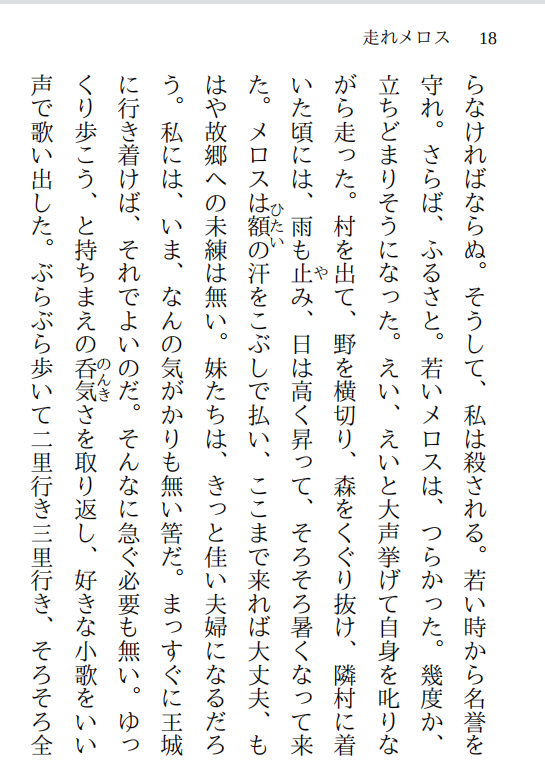 走れメロス 18
らなければならぬ。そうして、私は殺される。若い時から名誉を
守れ。さらば、ふるさと。若いメロスは、つらかった。幾度か、
立ちどまりそうになった。えい、えいと大声挙げて自身を叱りな
がら走った。村を出て、野を横切り、森をくぐり抜け、隣村に着
いた頃には、雨も止み、日は高く昇って、そろそろ暑くなって来
や
た。メロスは額の汗をこぶしで払い、ここまで来れば大丈夫、も
ひたい
はや故郷への未練は無い。妹たちは、きっと佳い夫婦になるだろ
う。私には、いま、なんの気がかりも無い筈だ。まっすぐに王城
に行き着けば、それでよいのだ。そんなに急ぐ必要も無い。ゆっ
くり歩こう、と持ちまえの呑気さを取り返し、好きな小歌をいい
のんき
声で歌い出した。ぶらぶら歩いて二里行き三里行き、そろそろ全